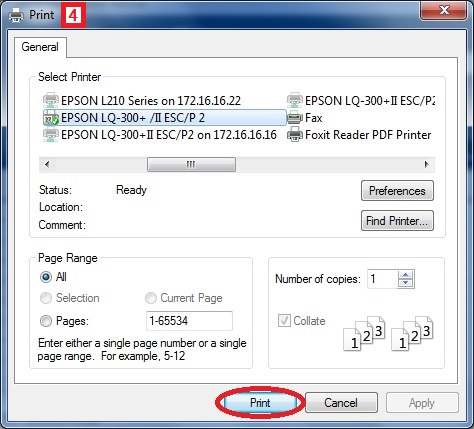 Print 4
General
Select Printer
EPSON L210 Series on 172.16.16.22 EPSON LQ-300+II ESC/P2
EPSON LQ-300+ /II ESC/P 2 Fax
EPSON LQ-300+II ESC/P2 on 172.16.16.16 Foxit Reader PDF Printer
Status: Ready Preferences
Location:
Comment: Find Printer...
Page Range
All Number of copies: 1
Selection Current Page
Pages: 1-65534 Collate
Enter either a single page number or a single
page range. For example, 5-12
1 2 3 1 2 3
Print Cancel Apply